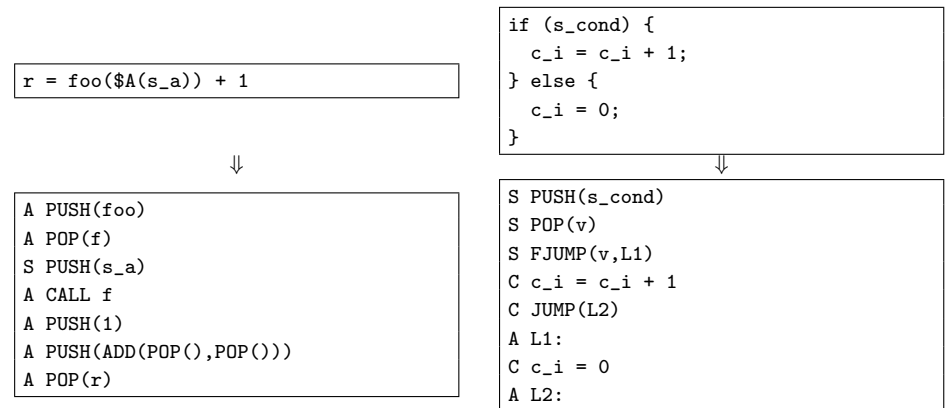 r = foo($A(s_a)) + 1
⇓
A PUSH(foo)
A POP(f)
S PUSH(s_a)
A CALL f
A PUSH(1)
A PUSH(ADD(POP(),POP()))
A POP(r)
if (s_cond) {
  c_i = c_i + 1;
} else {
  c_i = 0;
}
⇓
S PUSH(s_cond)
S POP(v)
S FJUMP(v,L1)
C c_i = c_i + 1
C JUMP(L2)
A L1:
C c_i = 0
A L2: